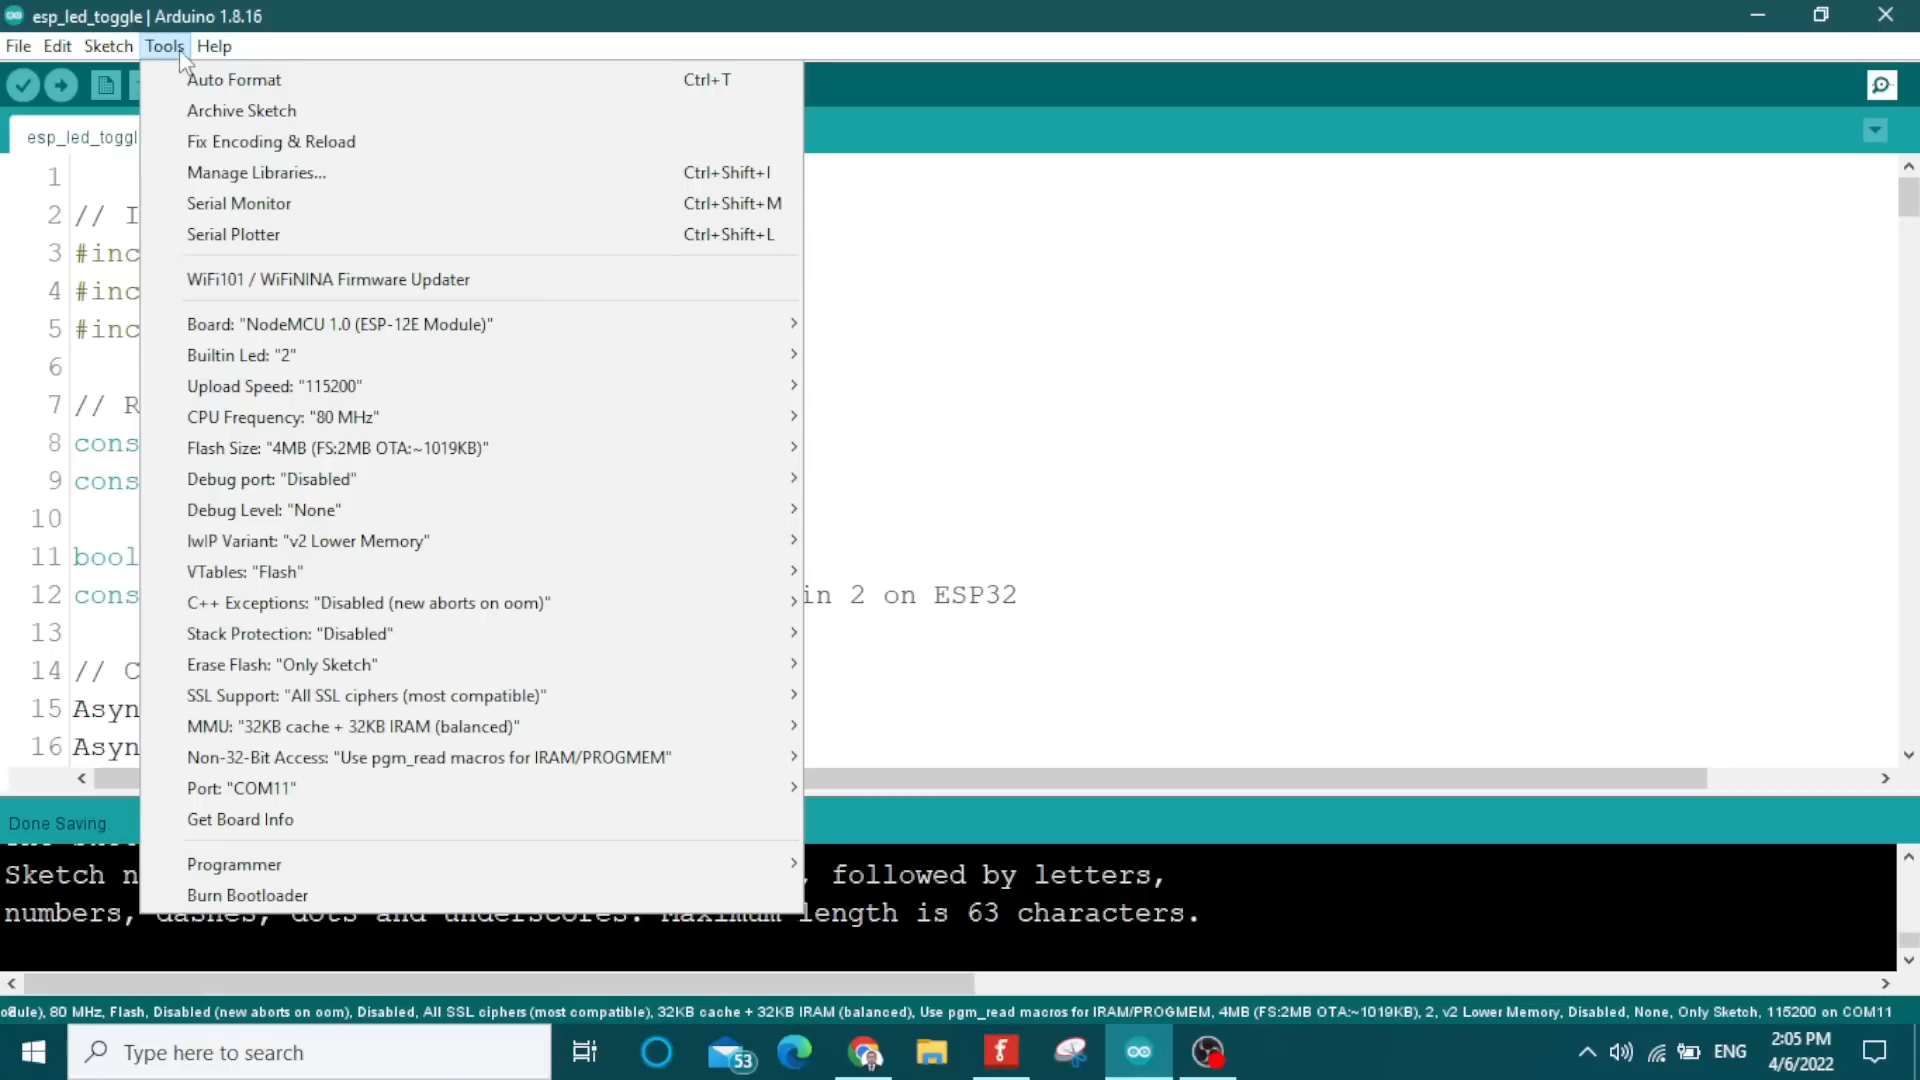 esp_led_toggle | Arduino 1.8.16
File Edit Sketch Tools Help
Auto Format Ctrl+T
Archive Sketch
Fix Encoding & Reload
Manage Libraries... Ctrl+Shift+I
Serial Monitor Ctrl+Shift+M
Serial Plotter Ctrl+Shift+L
WiFi101 / WiFiNINA Firmware Updater
Board: "NodeMCU 1.0 (ESP-12E Module)"
Builtin Led: "2"
Upload Speed: "115200"
CPU Frequency: "80 MHz"
Flash Size: "4MB (FS:2MB OTA:~1019KB)"
Debug port: "Disabled"
Debug Level: "None"
lwIP Variant: "v2 Lower Memory"
VTables: "Flash"
C++ Exceptions: "Disabled (new aborts on oom)"
Stack Protection: "Disabled"
Erase Flash: "Only Sketch"
SSL Support: "All SSL ciphers (most compatible)"
MMU: "32KB cache + 32KB IRAM (balanced)"
Non-32-Bit Access: "Use pgm_read macros for IRAM/PROGMEM"
Port: "COM11"
Get Board Info
Programmer
Burn Bootloader
esp_led_toggl
1
2 // I
3 #inc
4 #inc
5 #inc
6
7 // R
8 cons
9 cons
10
11 bool
12 cons in 2 on ESP32
13
14 // C
15 Asyn
16 Asyn
Done Saving
Sketch n , followed by letters,
numbers, dashes, dots and underscores. Maximum length is 63 characters.
odule), 80 MHz, Flash, Disabled (new aborts on oom), Disabled, All SSL ciphers (most compatible), 32KB cache + 32KB IRAM (balanced), Use pgm_read macros for IRAM/PROGMEM, 4MB (FS:2MB OTA:~1019KB), 2, v2 Lower Memory, Disabled, None, Only Sketch, 115200 on COM11
Type here to search
53
ENG
2:05 PM
4/6/2022